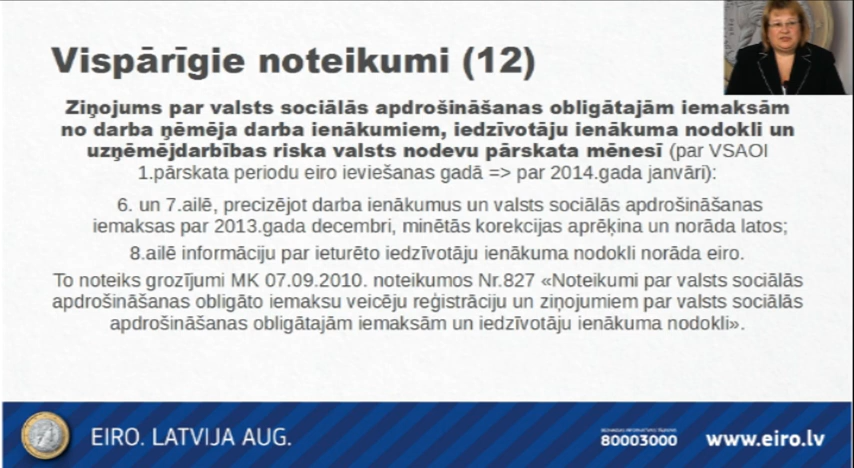 Vispārīgie noteikumi (12)
Ziņojums par valsts sociālās apdrošināšanas obligātajām iemaksām
no darba ņēmēja darba ienākumiem, iedzīvotāju ienākuma nodokli un
uzņēmējdarbības riska valsts nodevu pārskata mēnesī (par VSAOI
1.pārskata periodu eiro ieviešanas gadā => par 2014.gada janvāri):
6. un 7.ailē, precizējot darba ienākumus un valsts sociālās apdrošināšanas
iemaksas par 2013.gada decembri, minētās korekcijas aprēķina un norāda latos;
8.ailē informāciju par ieturēto iedzīvotāju ienākuma nodokli norāda eiro.
To noteiks grozījumi MK 07.09.2010. noteikumos Nr.827 «Noteikumi par valsts sociālās
apdrošināšanas obligāto iemaksu veicēju reģistrāciju un ziņojumiem par valsts sociālās
apdrošināšanas obligātajām iemaksām un iedzīvotāju ienākuma nodokli».
EIRO. LATVIJA AUG.
80003000
www.eiro.lv